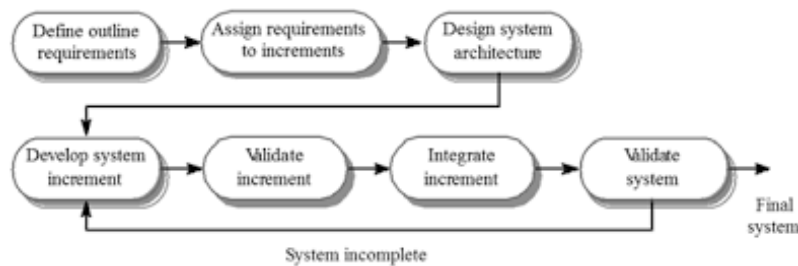 Define outline
requirements
Assign requirements
to increments
Design system
architecture
Develop system
increment
Validate
increment
Integrate
increment
Validate
system
Final
system
System incomplete